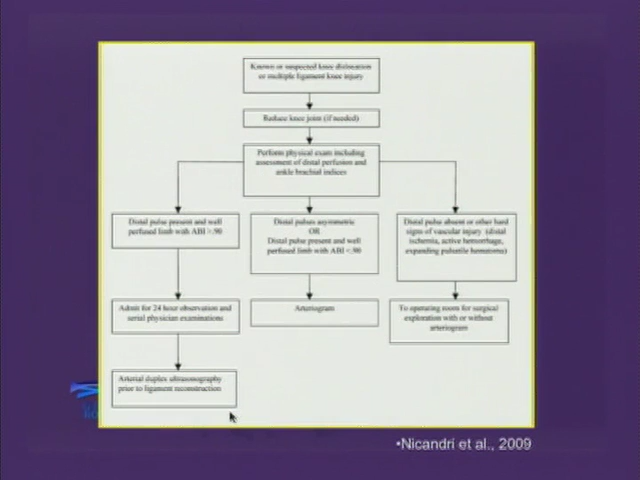 Known or suspected knee dislocation
or multiple ligament knee injury
Reduce knee joint (if needed)
Perform physical exam including
assessment of distal perfusion and
ankle brachial indices
Distal pulse present and well
perfused limb with ABI >.90
Distal pulses asymmetric
OR
Distal pulse present and well
perfused limb with ABI <.90
Distal pulse absent or other hard
signs of vascular injury (distal
ischemia, active hemorrhage,
expanding pulsatile hematoma)
Admit for 24 hour observation and
serial physician examinations
Arteriogram
To operating room for surgical
exploration with or without
arteriogram
Arterial duplex ultrasonography
prior to ligament reconstruction
•Nicandri et al., 2009